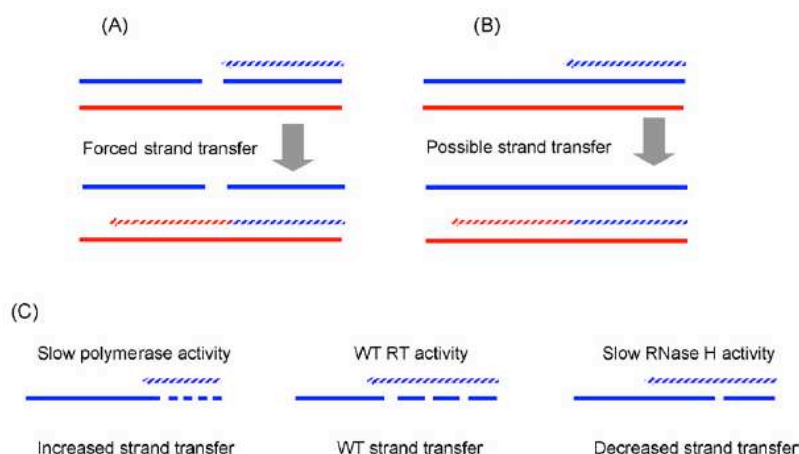 (A)
(B)
Forced strand transfer
Possible strand transfer
(C)
Slow polymerase activity
WT RT activity
Slow RNase H activity
Increased strand transfer
WT strand transfer
Decreased strand transfer